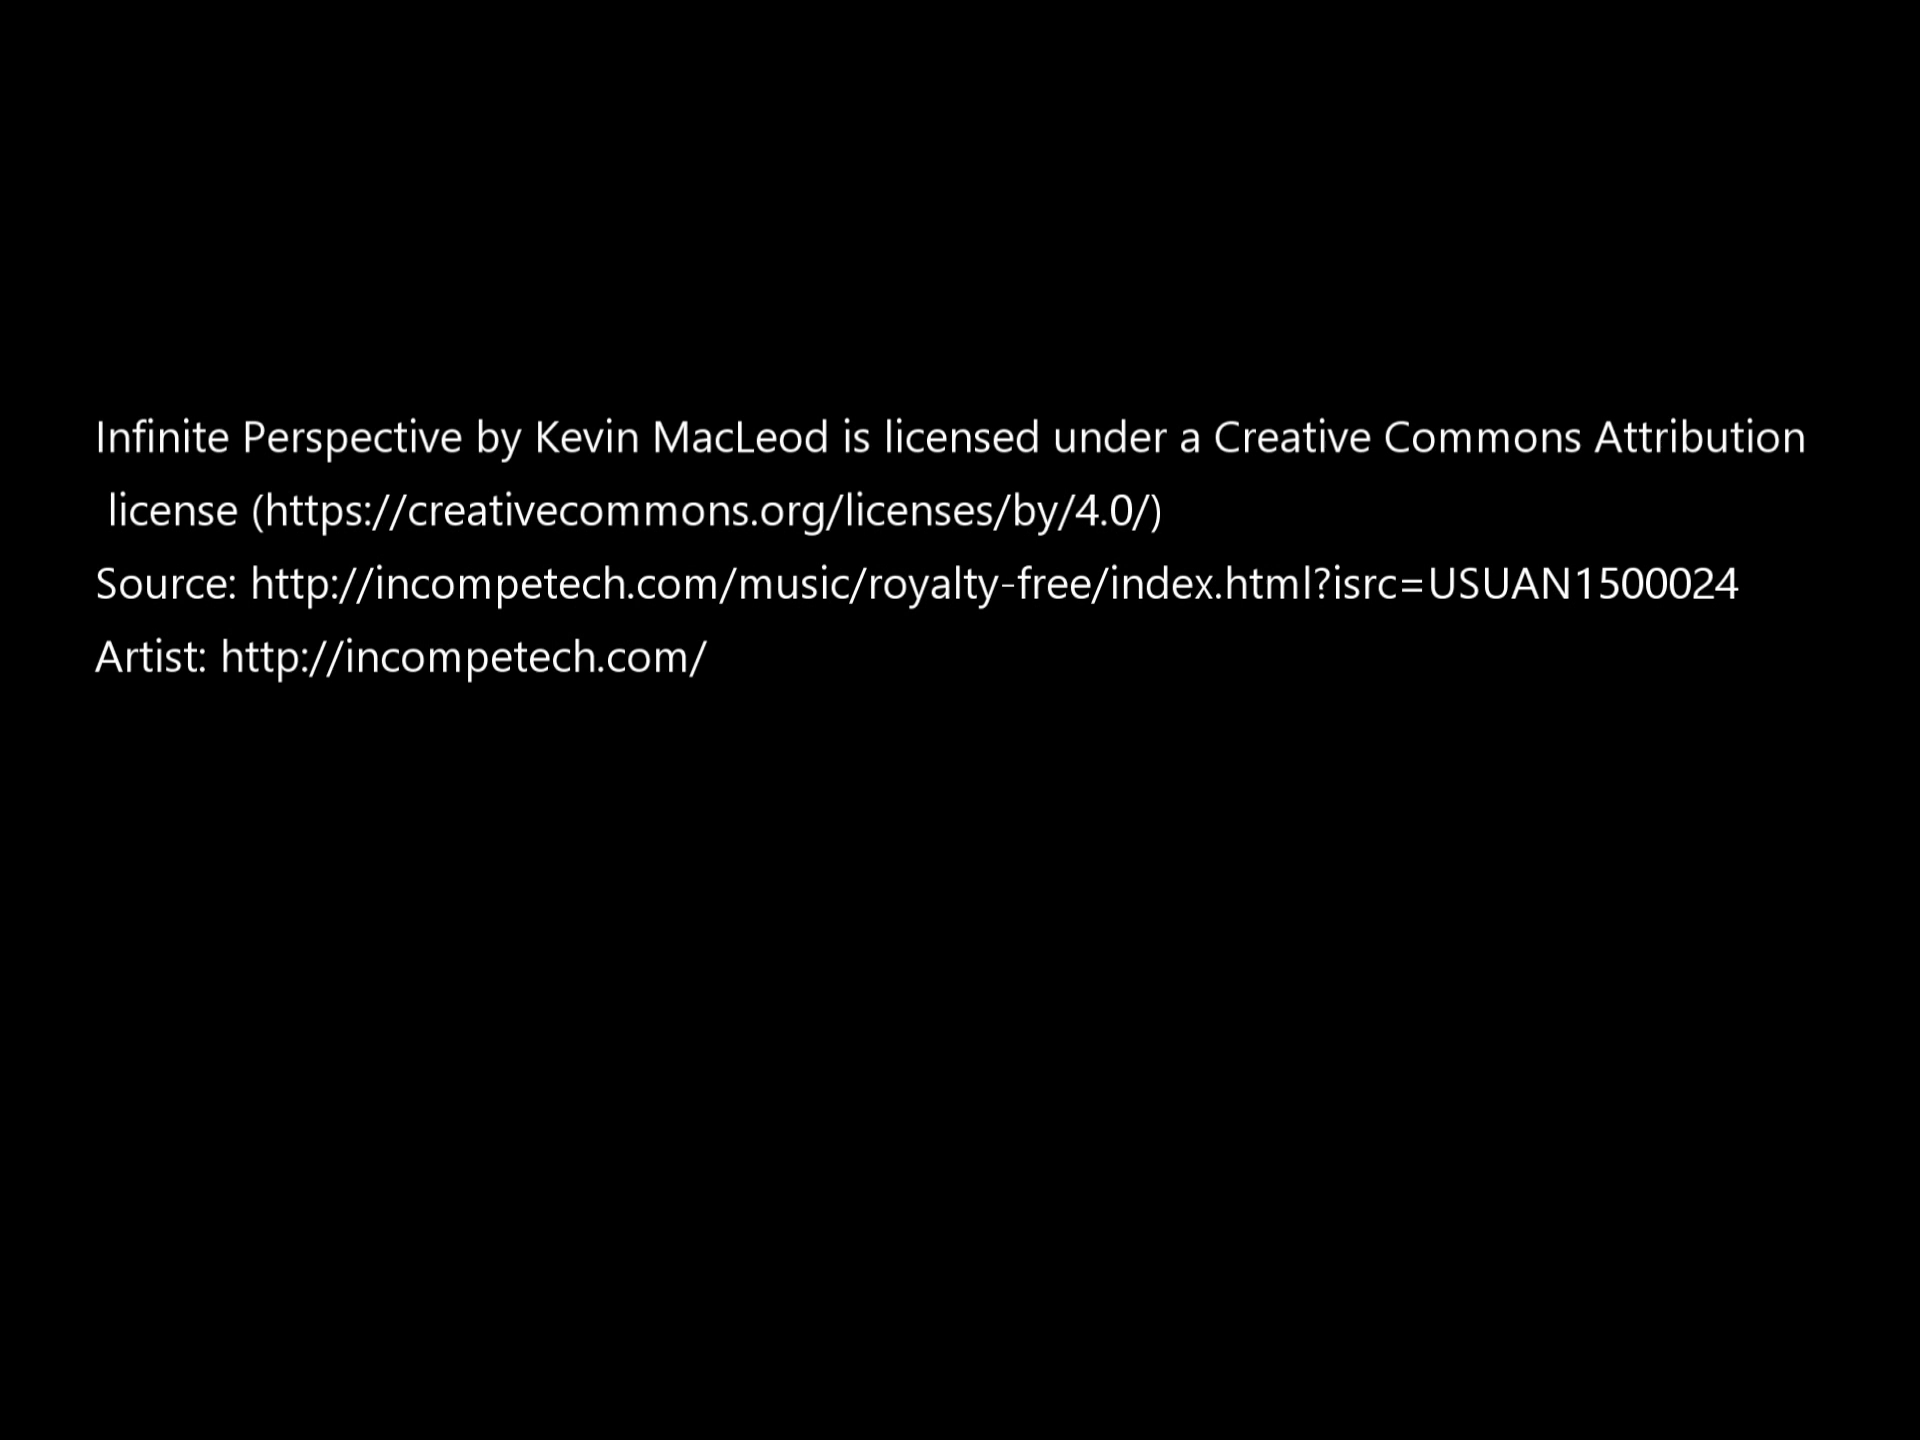 Infinite Perspective by Kevin MacLeod is licensed under a Creative Commons Attribution
license (https://creativecommons.org/licenses/by/4.0/)
Source: http://incompetech.com/music/royalty-free/index.html?isrc=USUAN1500024
Artist: http://incompetech.com/